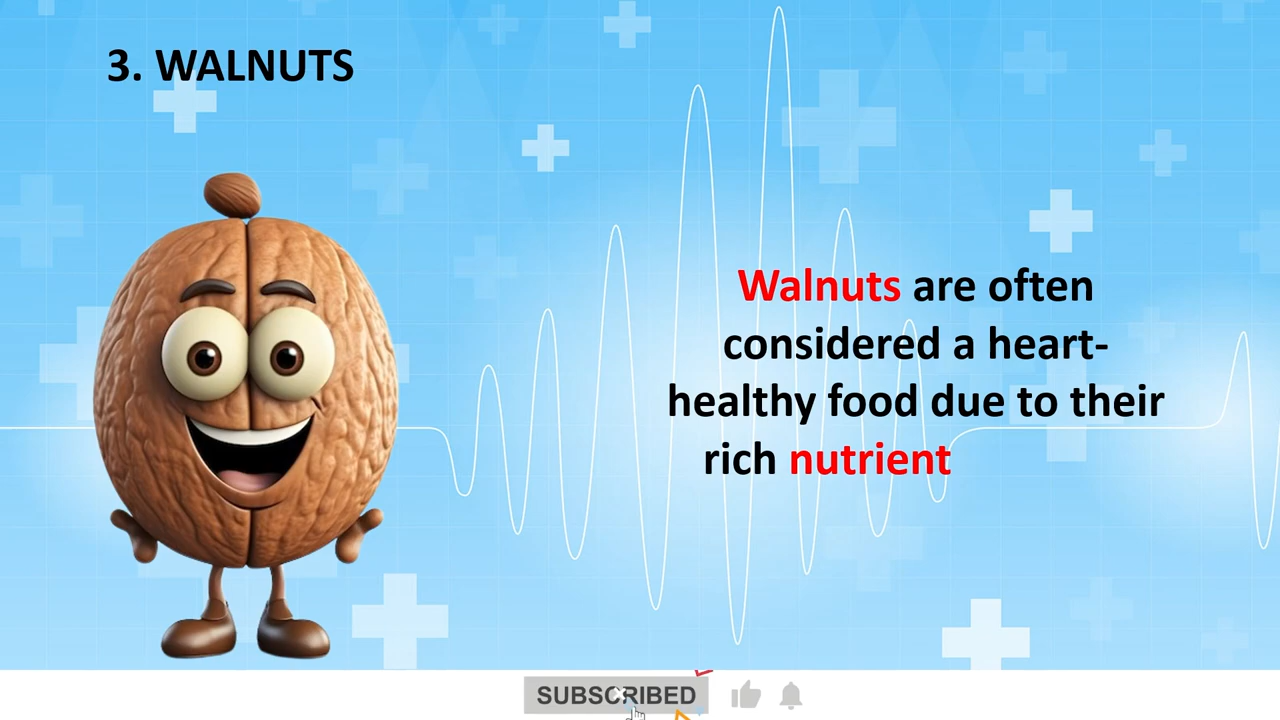 3. WALNUTS
Walnuts are often
considered a heart-
healthy food due to their
rich nutrient
SUBSCRIBED